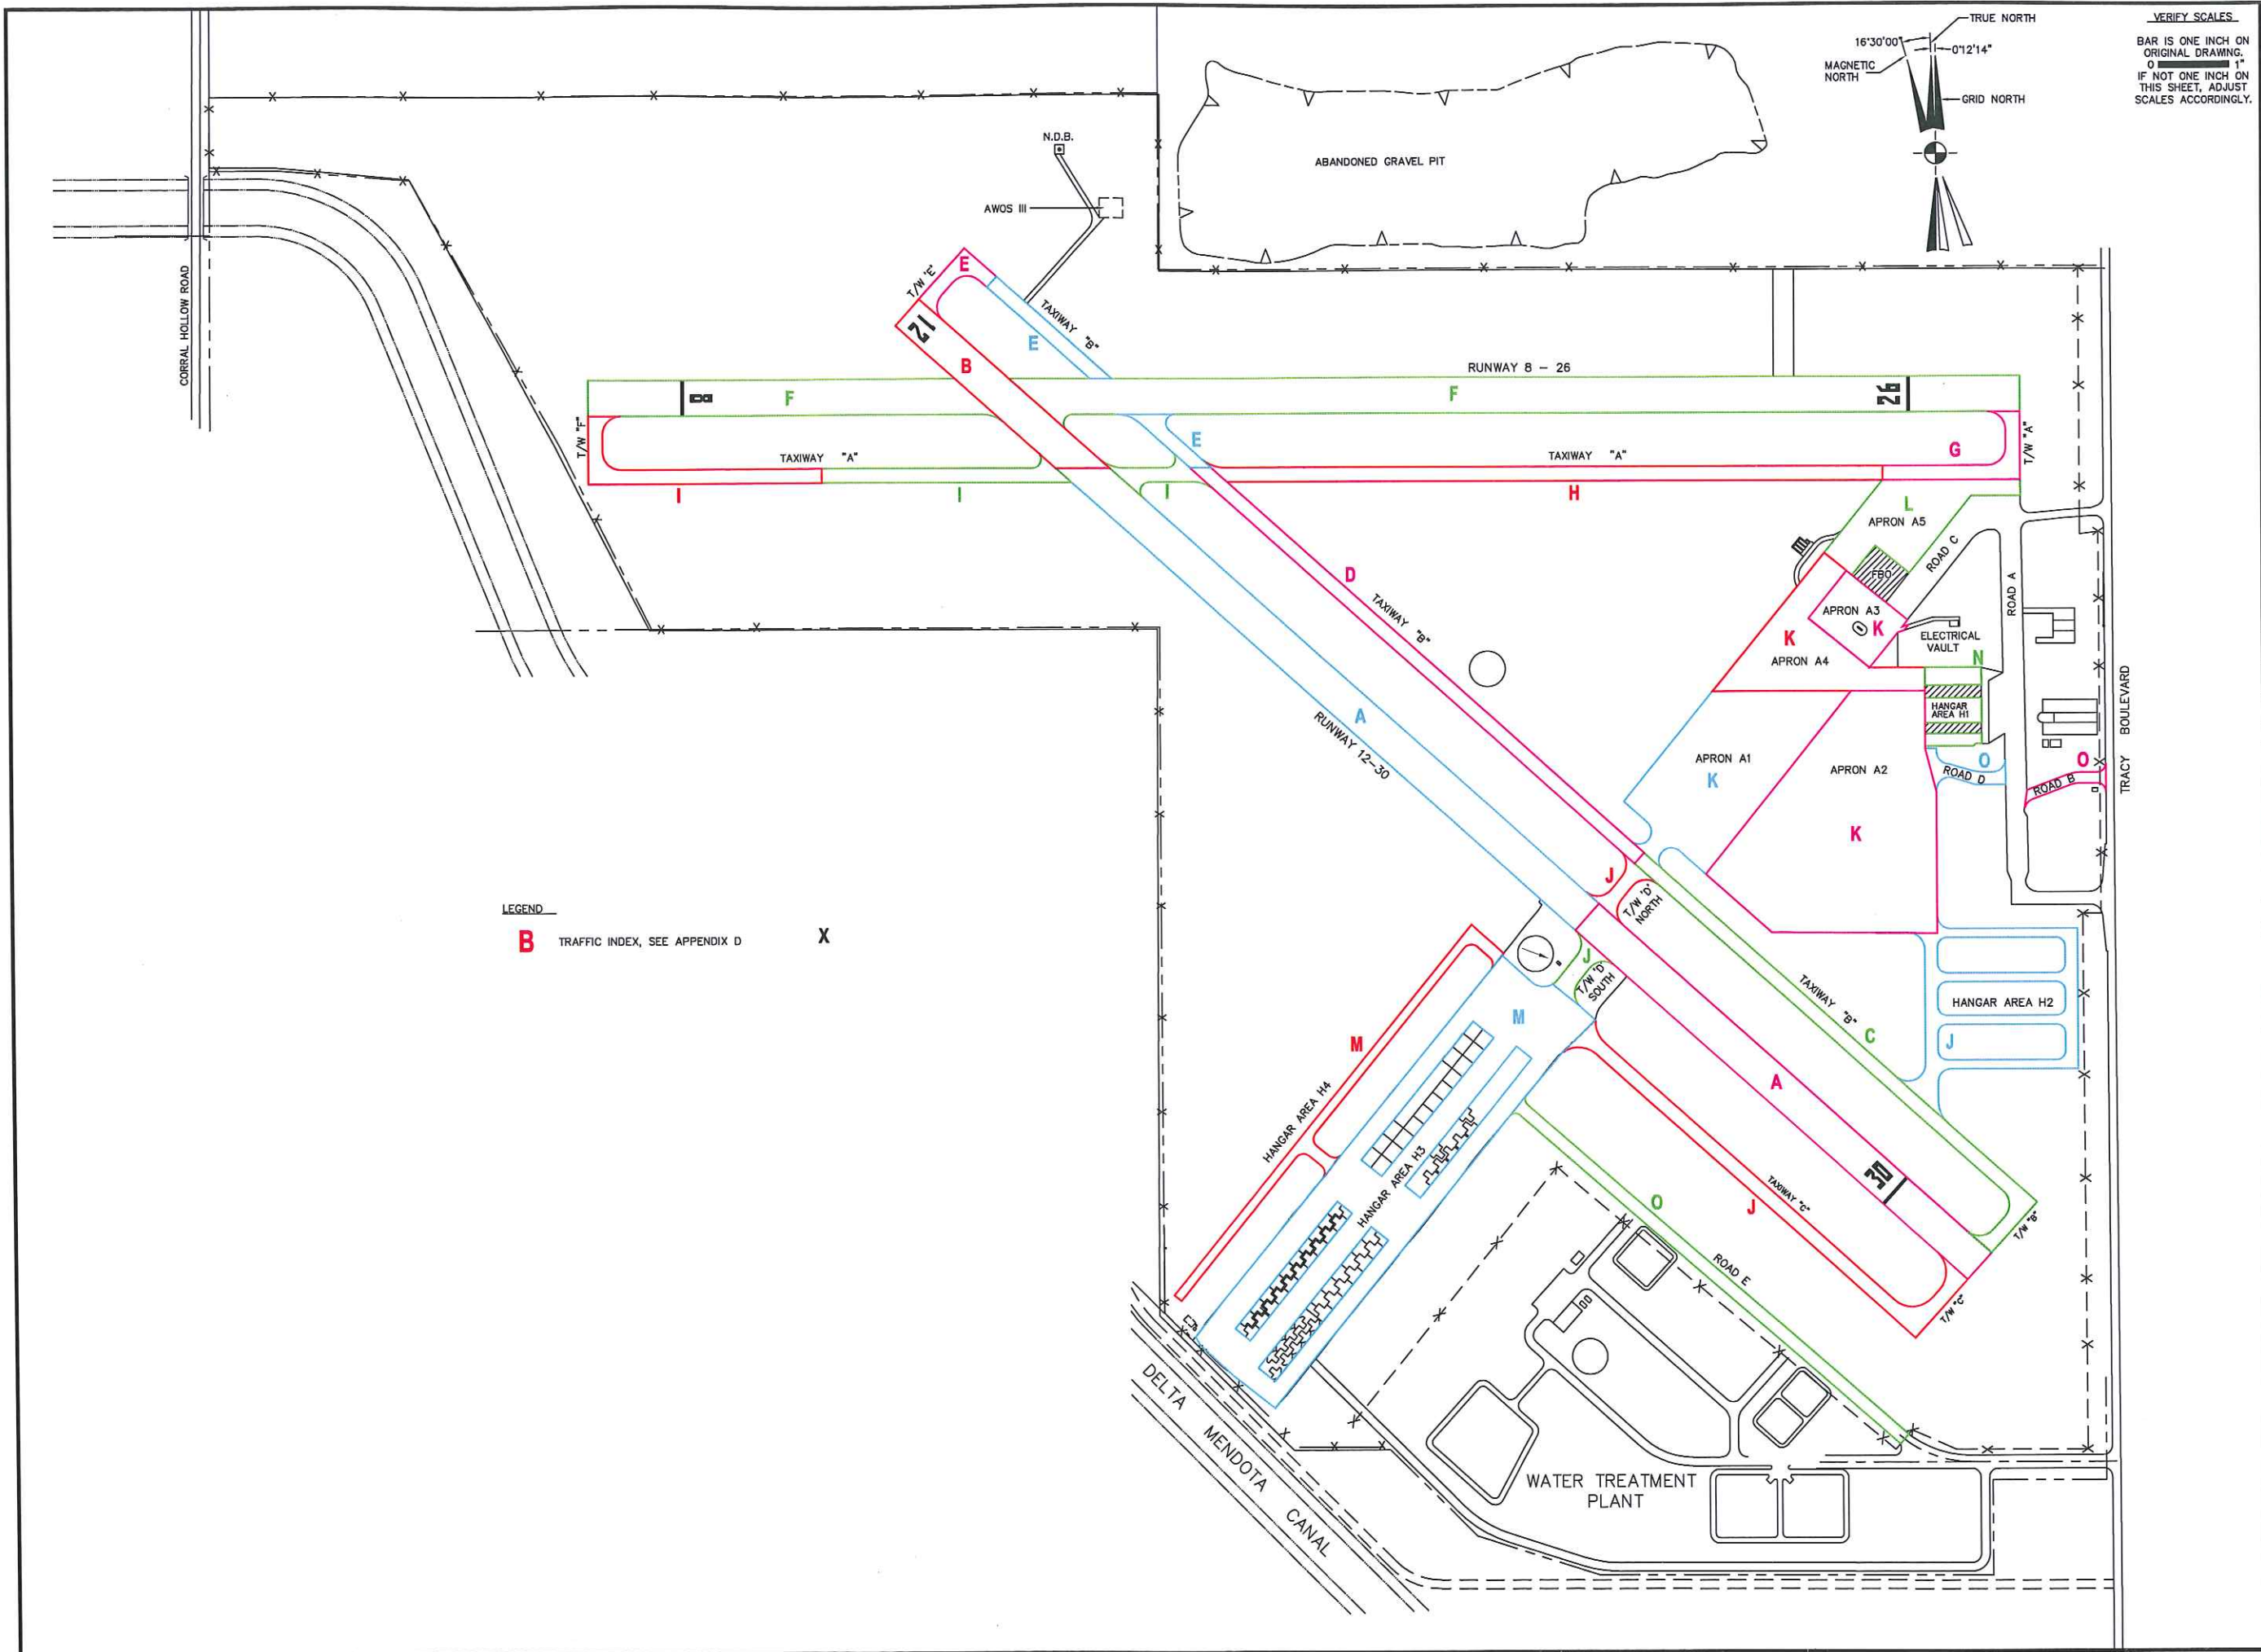 TRUE NORTH
16°30'00"
0°12'14"
MAGNETIC
NORTH
GRID NORTH
VERIFY SCALES
BAR IS ONE INCH ON
ORIGINAL DRAWING.
0 1"
IF NOT ONE INCH ON
THIS SHEET, ADJUST
SCALES ACCORDINGLY.
N.D.B.
AWOS III
ABANDONED GRAVEL PIT
CORRAL HOLLOW ROAD
T/W 'E'
E
12
TAXIWAY "B"
E
B
RUNWAY 8 - 26
8
F
F
26
T/W "F"
TAXIWAY "A"
E
TAXIWAY "A"
G
T/W "A"
I
I
I
H
L
APRON A5
ROAD C
FBO
D
TAXIWAY "B"
APRON A3
K
K
APRON A4
ELECTRICAL
VAULT
ROAD A
N
HANGAR
AREA H1
A
RUNWAY 12-30
APRON A1
K
APRON A2
K
O
ROAD D
O
ROAD B
TRACY BOULEVARD
J
T/W 'D'
NORTH
LEGEND
B TRAFFIC INDEX, SEE APPENDIX D
X
J
T/W 'D'
SOUTH
M
M
TAXIWAY "B"
C
HANGAR AREA H2
J
A
HANGAR AREA H4
HANGAR AREA H3
30
O
TAXIWAY "C"
J
T/W "B"
ROAD E
T/W "C"
DELTA MENDOTA CANAL
WATER TREATMENT
PLANT